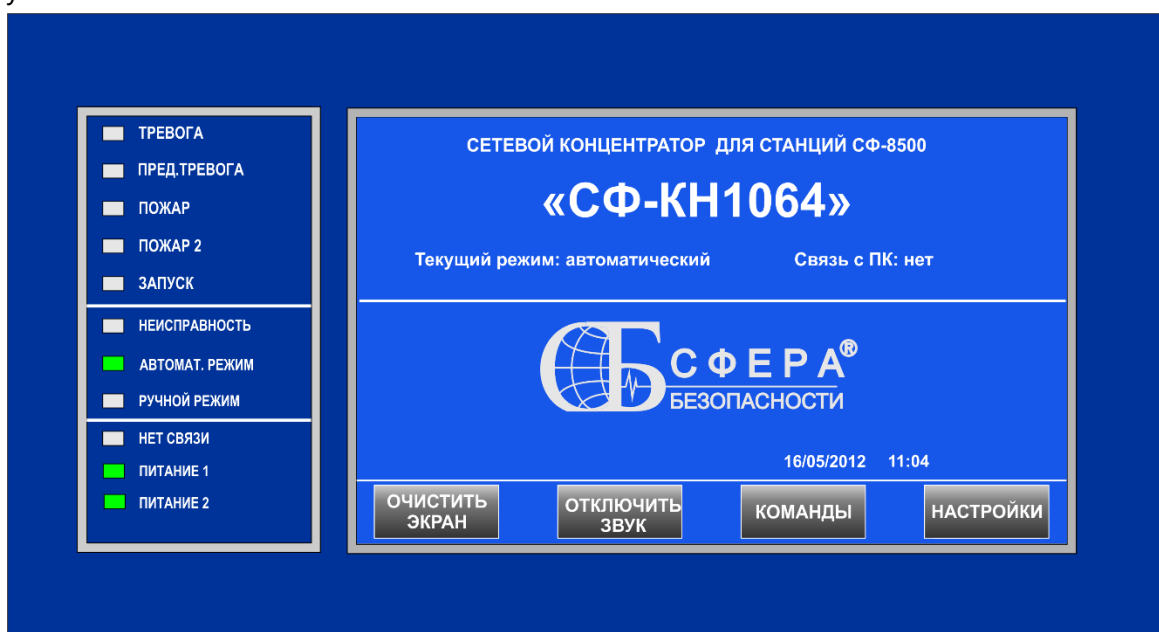 ТРЕВОГА
ПРЕД.ТРЕВОГА
ПОЖАР
ПОЖАР 2
ЗАПУСК
НЕИСПРАВНОСТЬ
АВТОМАТ. РЕЖИМ
РУЧНОЙ РЕЖИМ
НЕТ СВЯЗИ
ПИТАНИЕ 1
ПИТАНИЕ 2
СЕТЕВОЙ КОНЦЕНТРАТОР ДЛЯ СТАНЦИЙ СФ-8500
«СФ-КН1064»
Текущий режим: автоматический Связь с ПК: нет
СБ СФЕРА®
БЕЗОПАСНОСТИ
16/05/2012 11:04
ОЧИСТИТЬ
ЭКРАН
ОТКЛЮЧИТЬ
ЗВУК
КОМАНДЫ
НАСТРОЙКИ